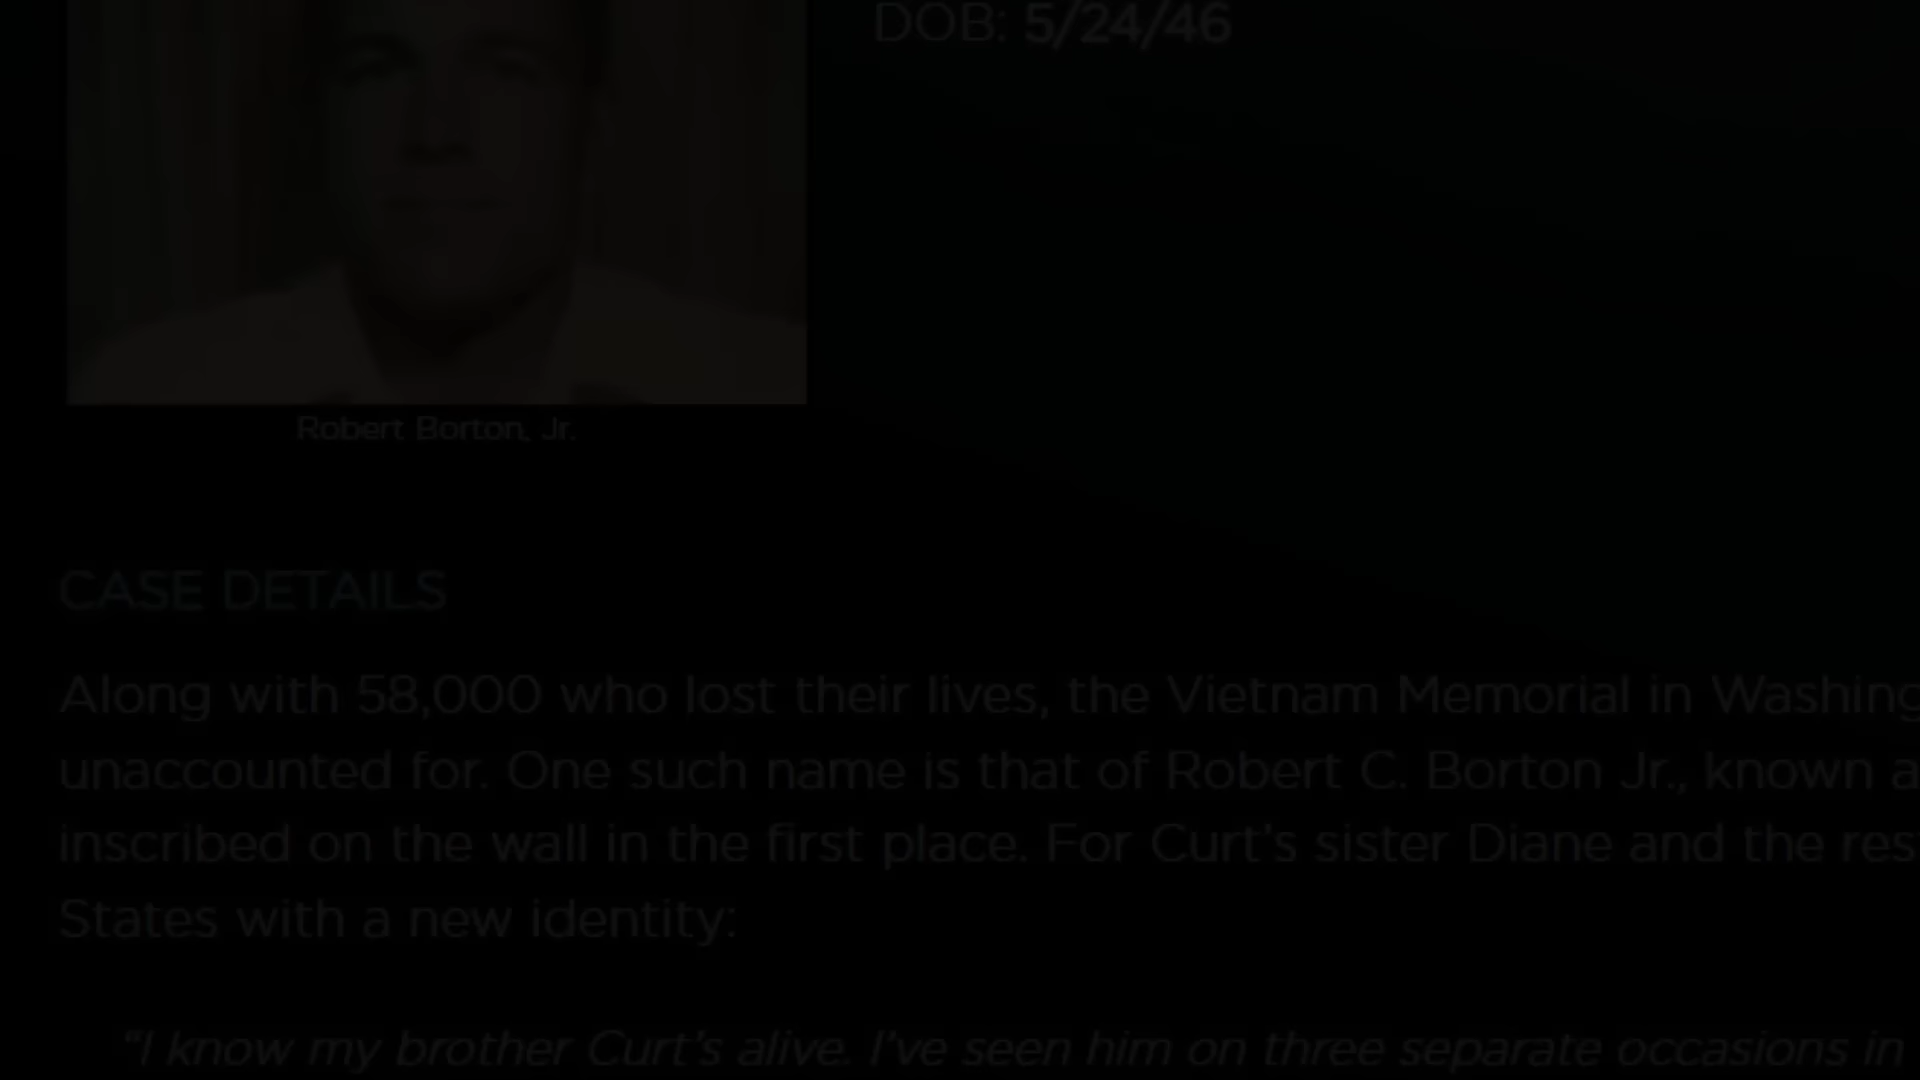 DOB: 5/24/46
Robert Borton, Jr.
CASE DETAILS
Along with 58,000 who lost their lives, the Vietnam Memorial in Washing
unaccounted for. One such name is that of Robert C. Borton Jr., known a
inscribed on the wall in the first place. For Curt's sister Diane and the res
States with a new identity:
“I know my brother Curt’s alive. I’ve seen him on three separate occasions in